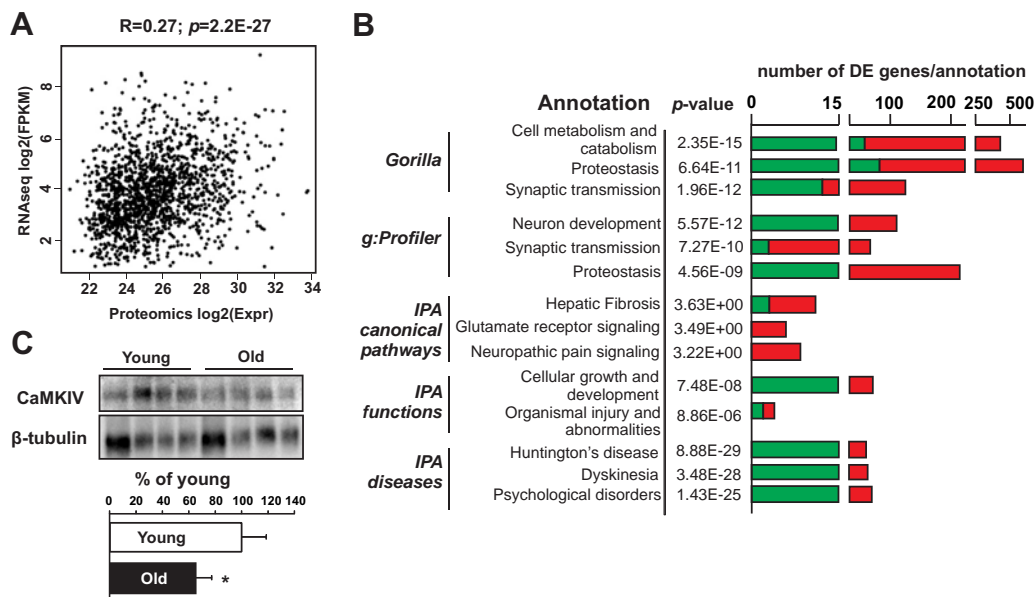 A
R=0.27; p=2.2E-27
RNAseq log2(FPKM)
8
6
4
2
22 24 26 28 30 32 34
Proteomics log2(Expr)
B
number of DE genes/annotation
Annotation p-value 0 15 100 200 250 500
Gorilla
Cell metabolism and
catabolism 2.35E-15
Proteostasis 6.64E-11
Synaptic transmission 1.96E-12
g:Profiler
Neuron development 5.57E-12
Synaptic transmission 7.27E-10
Proteostasis 4.56E-09
IPA
canonical
pathways
Hepatic Fibrosis 3.63E+00
Glutamate receptor signaling 3.49E+00
Neuropathic pain signaling 3.22E+00
IPA
functions
Cellular growth and
development 7.48E-08
Organismal injury and
abnormalities 8.86E-06
IPA
diseases
Huntington's disease 8.88E-29
Dyskinesia 3.48E-28
Psychological disorders 1.43E-25
C
Young Old
CaMKIV
β-tubulin
% of young
0 20 40 60 80 100 120 140
Young
Old *